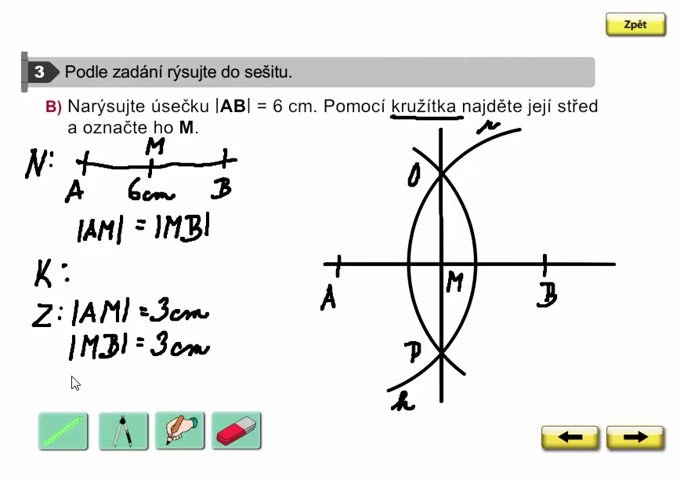 Zpět
3 Podle zadání rýsujte do sešitu.
B) Narýsujte úsečku |AB| = 6 cm. Pomocí kružítka najděte její střed
a označte ho M.
N:
M
A 6cm B
|AM| = |MB|
K:
Z: |AM| = 3cm
|MB| = 3cm
O
A M B
P
k